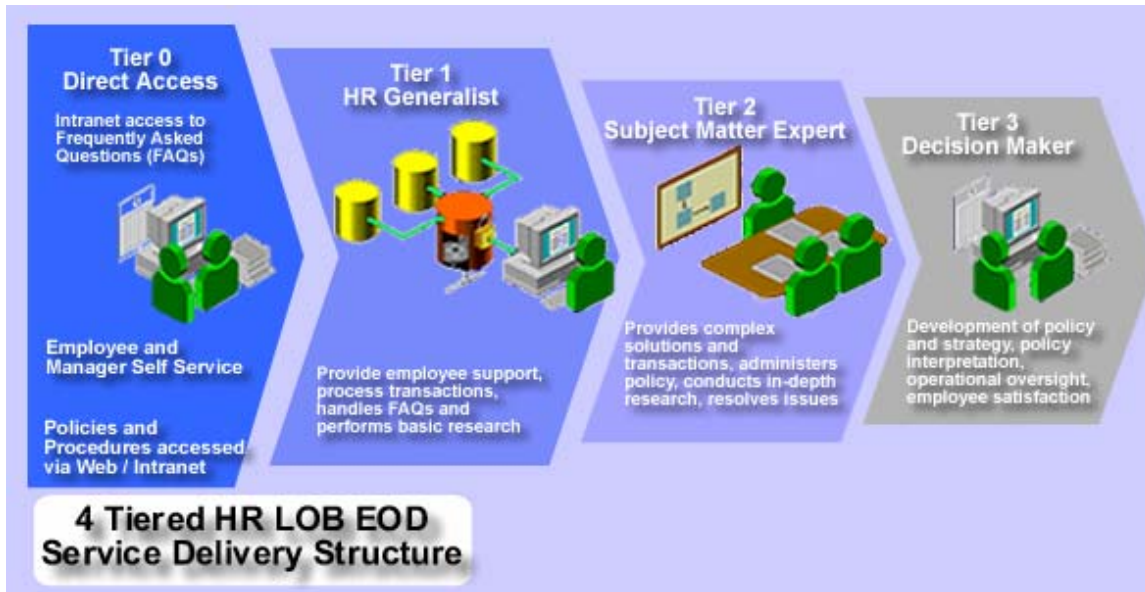 Tier 0
Direct Access
Intranet access to
Frequently Asked
Questions (FAQs)
Employee and
Manager Self Service
Policies and
Procedures accessed
via Web / Intranet
Tier 1
HR Generalist
Provide employee support,
process transactions,
handles FAQs and
performs basic research
Tier 2
Subject Matter Expert
Provides complex
solutions and
transactions, administers
policy, conducts in-depth
research, resolves issues
Tier 3
Decision Maker
Development of policy
and strategy, policy
interpretation,
operational oversight,
employee satisfaction
4 Tiered HR LOB EOD
Service Delivery Structure